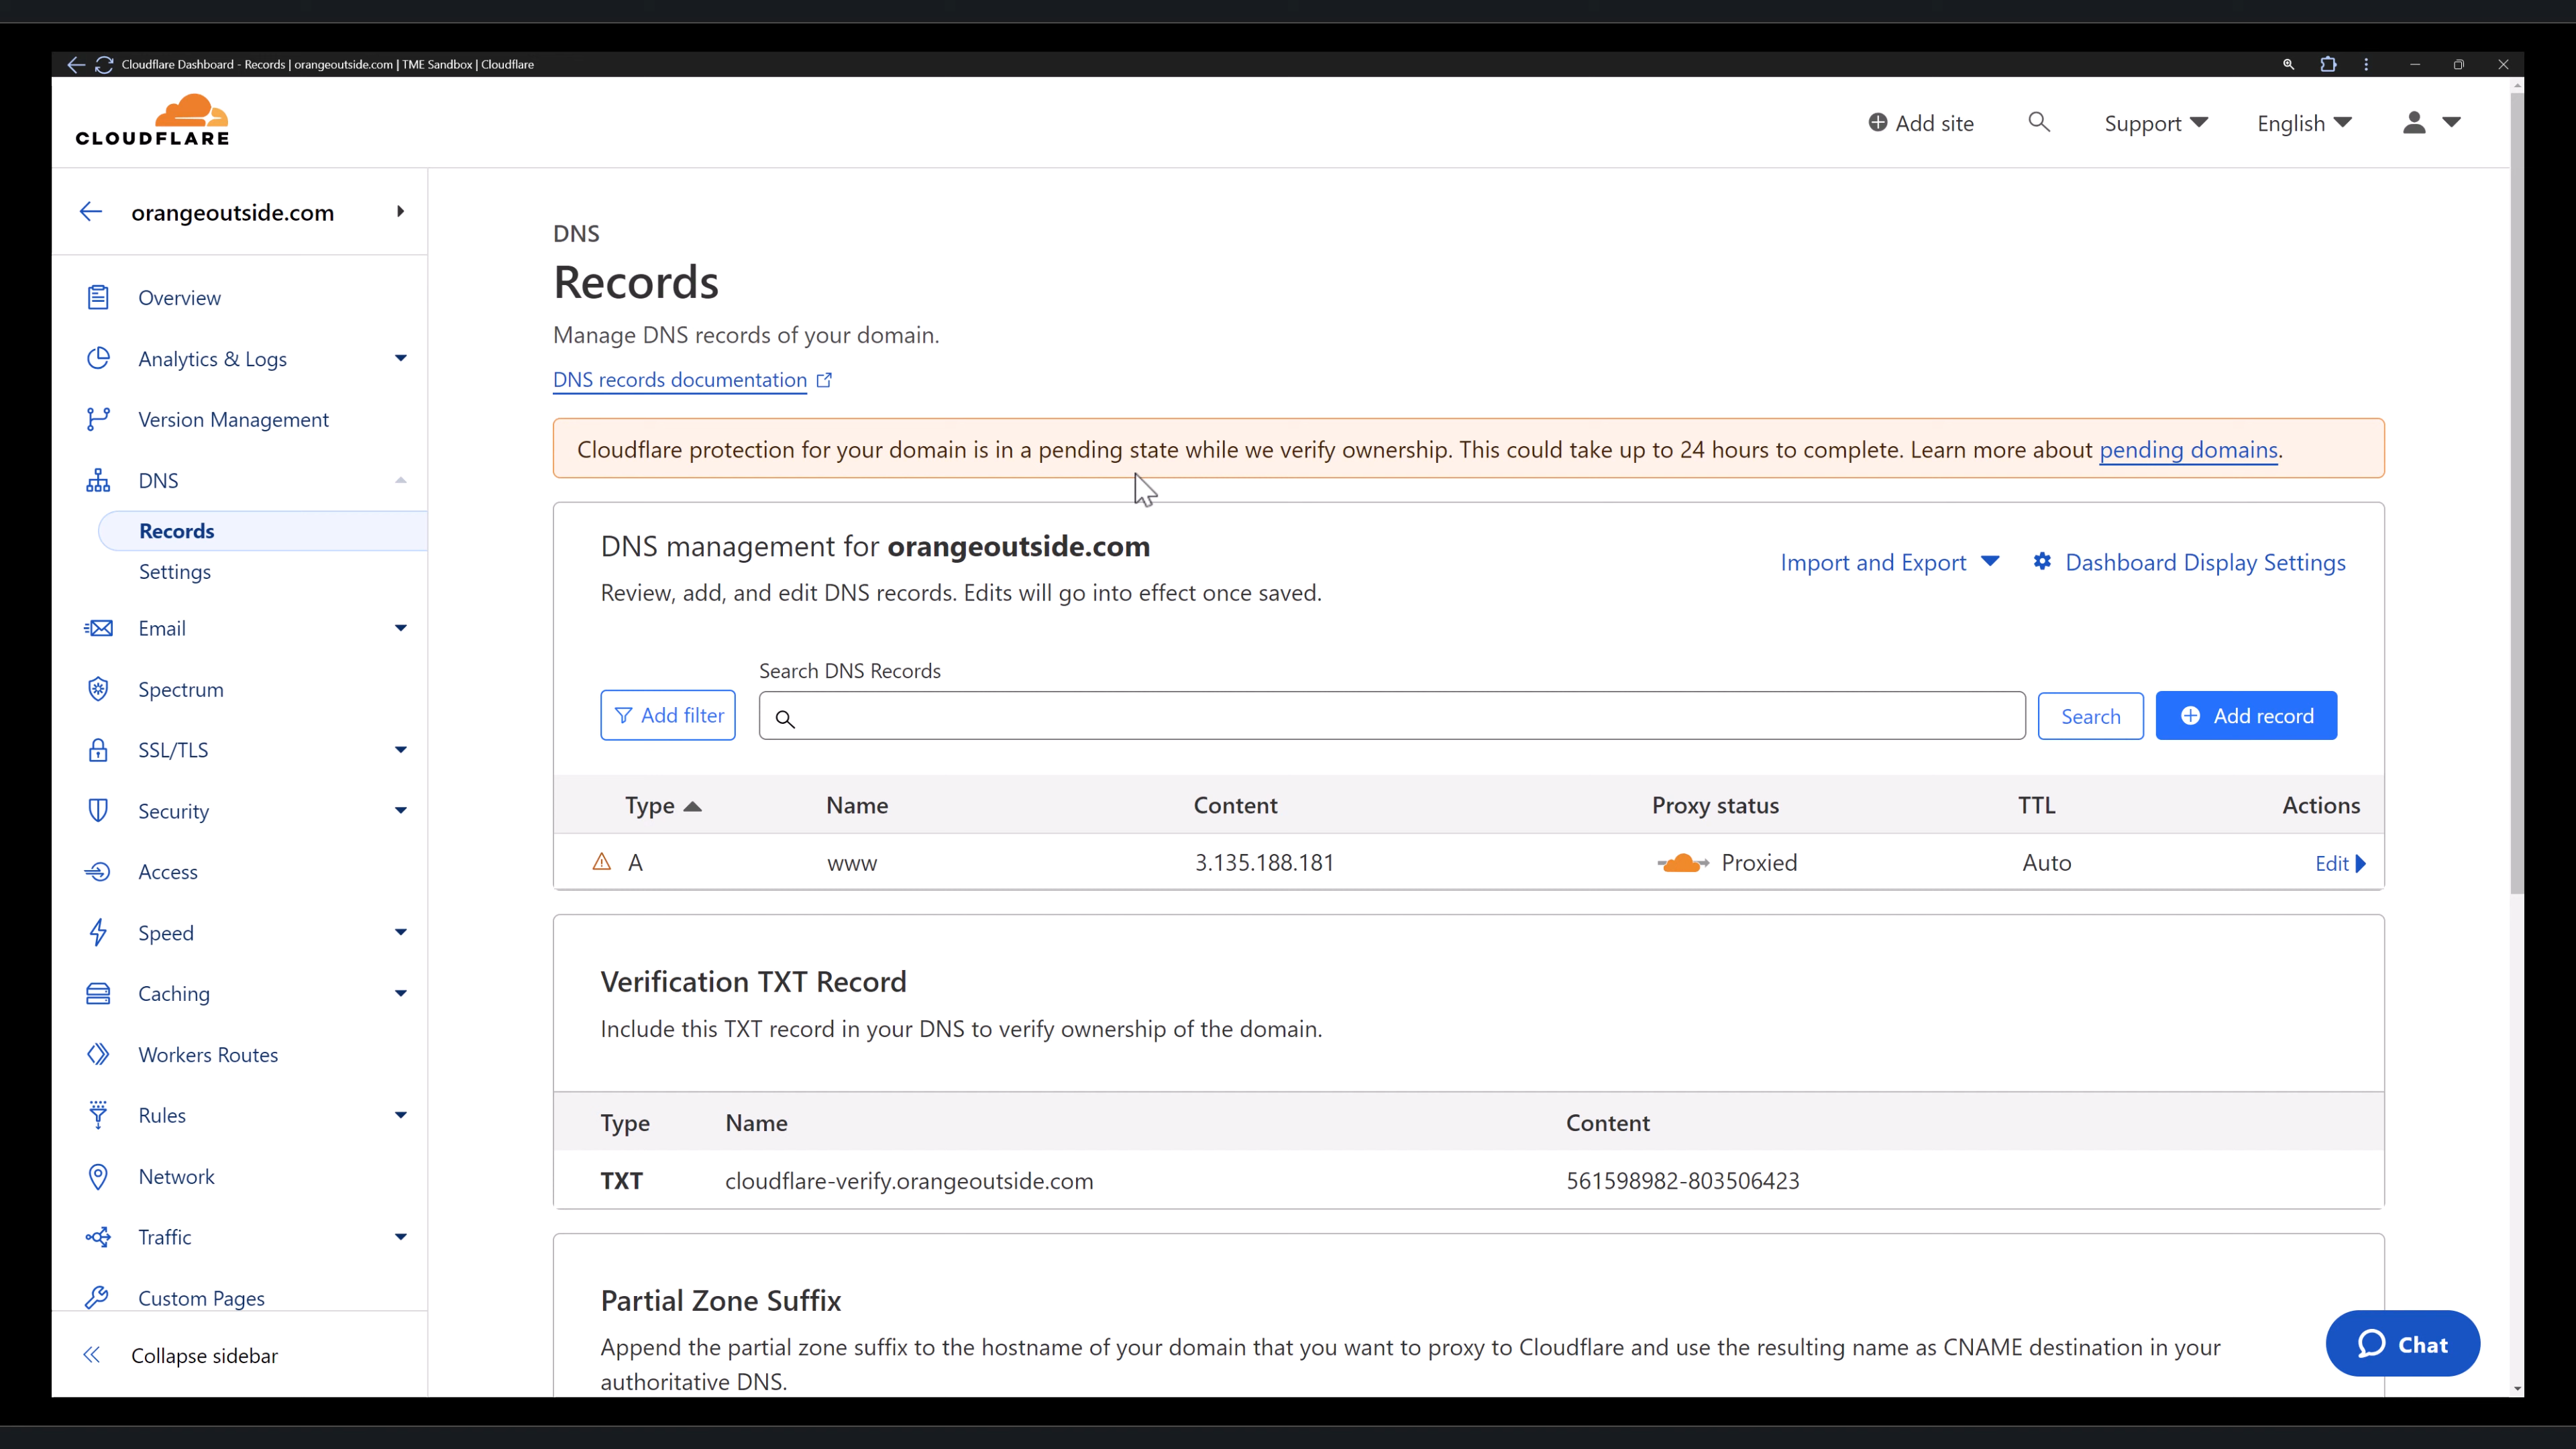 Cloudflare Dashboard - Records | orangeoutside.com | TME Sandbox | Cloudflare
CLOUDFLARE
Add site
Support
English
orangeoutside.com
Overview
Analytics & Logs
Version Management
DNS
Records
Settings
Email
Spectrum
SSL/TLS
Security
Access
Speed
Caching
Workers Routes
Rules
Network
Traffic
Custom Pages
Collapse sidebar
DNS
Records
Manage DNS records of your domain.
DNS records documentation
Cloudflare protection for your domain is in a pending state while we verify ownership. This could take up to 24 hours to complete. Learn more about pending domains.
DNS management for orangeoutside.com
Review, add, and edit DNS records. Edits will go into effect once saved.
Import and Export
Dashboard Display Settings
Search DNS Records
Add filter
Search
Add record
Type Name Content Proxy status TTL Actions
A www 3.135.188.181 Proxied Auto Edit
Verification TXT Record
Include this TXT record in your DNS to verify ownership of the domain.
Type Name Content
TXT cloudflare-verify.orangeoutside.com 561598982-803506423
Partial Zone Suffix
Append the partial zone suffix to the hostname of your domain that you want to proxy to Cloudflare and use the resulting name as CNAME destination in your
authoritative DNS.
Chat